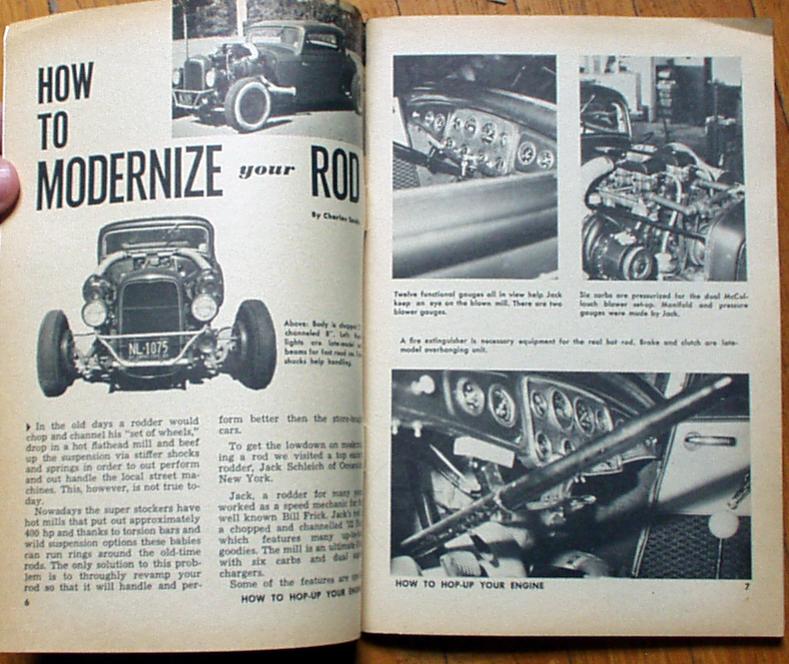 HOW
TO
MODERNIZE your ROD
By Charles
NL-1075
Above: Body is
channeled 8". Left
lights are late-model
beams for fast road
shocks help handling.
In the old days a rodder would
chop and channel his "set of wheels,"
drop in a hot flathead mill and beef
up the suspension via stiffer shocks
and springs in order to out perform
and out handle the local street ma-
chines. This, however, is not true to-
day.
Nowadays the super stockers have
hot mills that put out approximately
400 hp and thanks to torsion bars and
wild suspension options these babies
can run rings around the old-time
rods. The only solution to this prob-
lem is to throughly revamp your
rod so that it will handle and per-
form better then the
cars.
To get the lowdown on
ing a rod we visited a top
rodder, Jack Schleich of
New York.
Jack, a rodder for many
worked as a speed mechanic
well known Bill Frick. Jack's
a chopped and channelled '32
which features many
goodies. The mill is an ultimate
with six carbs and dual
chargers.
Some of the features are
6
HOW TO HOP-UP YOUR
Twelve functional gauges all in view help Jack
keep an eye on the blown mill. There are two
blower gauges.
Six carbs are pressurized for the dual McCul-
louch blower set-up. Manifold and pressure
gauges were made by Jack.
A fire extinguisher is necessary equipment for the real hot rod. Brake and clutch are late-
model overhanging unit.
HOW TO HOP-UP YOUR ENGINE
7